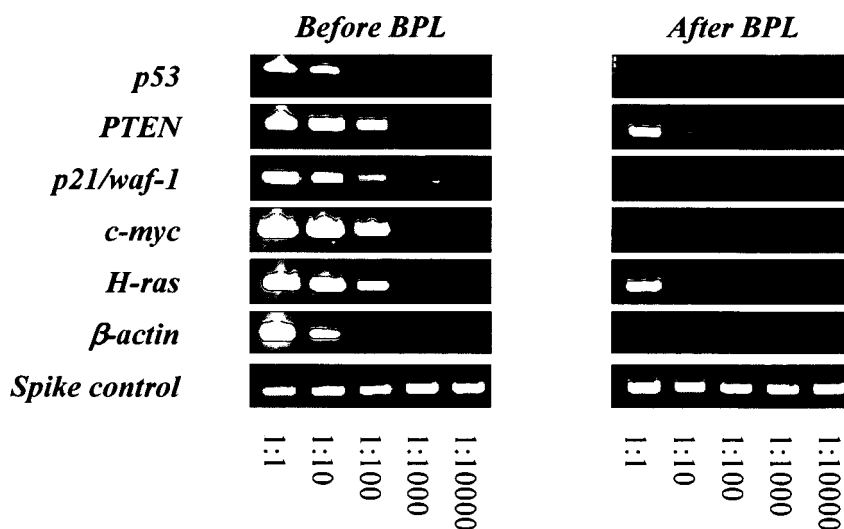 Before BPL
After BPL
p53
PTEN
p21/waf-1
c-myc
H-ras
β-actin
Spike control
1:1
1:10
1:100
1:1000
1:10000
1:1
1:10
1:100
1:1000
1:10000